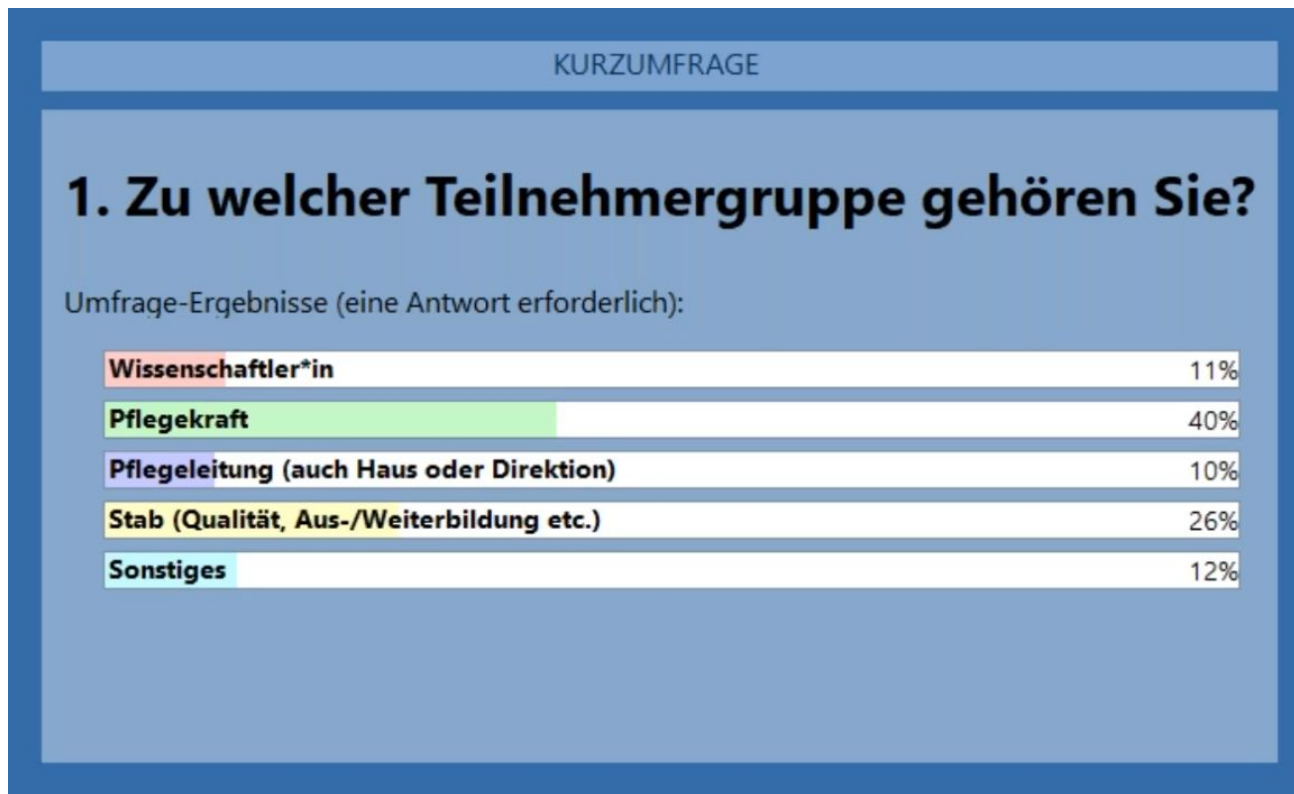 KURZUMFRAGE
1. Zu welcher Teilnehmergruppe gehören Sie?
Umfrage-Ergebnisse (eine Antwort erforderlich):
Wissenschaftler*in 11%
Pflegekraft 40%
Pflegeleitung (auch Haus oder Direktion) 10%
Stab (Qualität, Aus-/Weiterbildung etc.) 26%
Sonstiges 12%